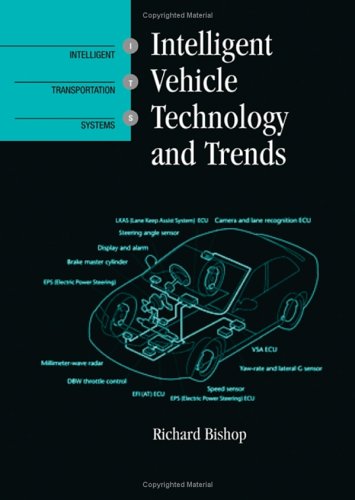 Copyrighted Material
INTELLIGENT I
TRANSPORTATION T
SYSTEMS S
Intelligent
Vehicle
Technology
and Trends
LKAS (Lane Keep Assist System) ECU
Camera and lane recognition ECU
Steering angle sensor
Display and alarm
Brake master cylinder
EPS (Electric Power Steering)
VSA ECU
Millimeter-wave radar
Yaw-rate and lateral G sensor
DBW throttle control
Speed sensor
EFI (AT) ECU
EPS (Electric Power Steering) ECU
Richard Bishop
Copyrighted Material